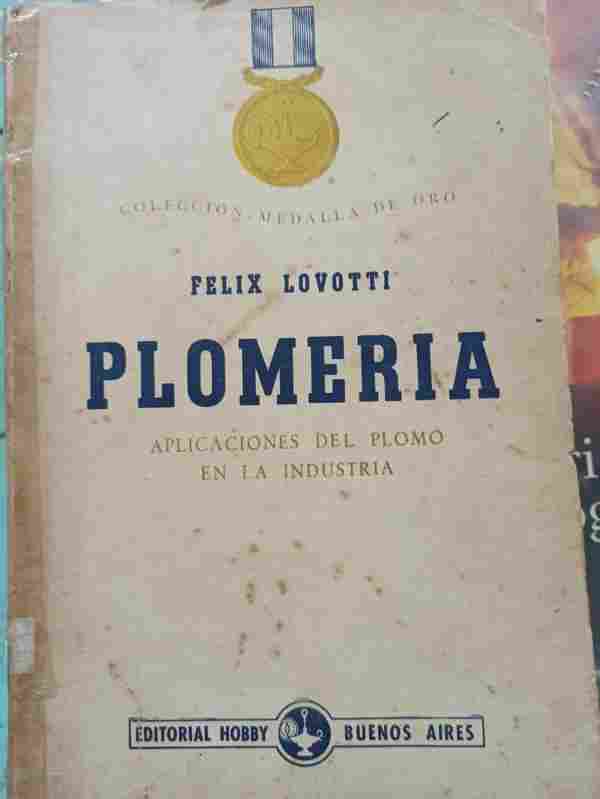 COLECCION - MEDALLA DE ORO
FELIX LOVOTTI
PLOMERIA
APLICACIONES DEL PLOMO
EN LA INDUSTRIA
EDITORIAL HOBBY BUENOS AIRES